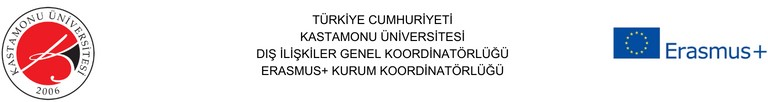 KASTAMONU ÜNİVERSİTESİ
2006
TÜRKİYE CUMHURİYETİ
KASTAMONU ÜNİVERSİTESİ
DIŞ İLİŞKİLER GENEL KOORDİNATÖRLÜĞÜ
ERASMUS+ KURUM KOORDİNATÖRLÜĞÜ
Erasmus+